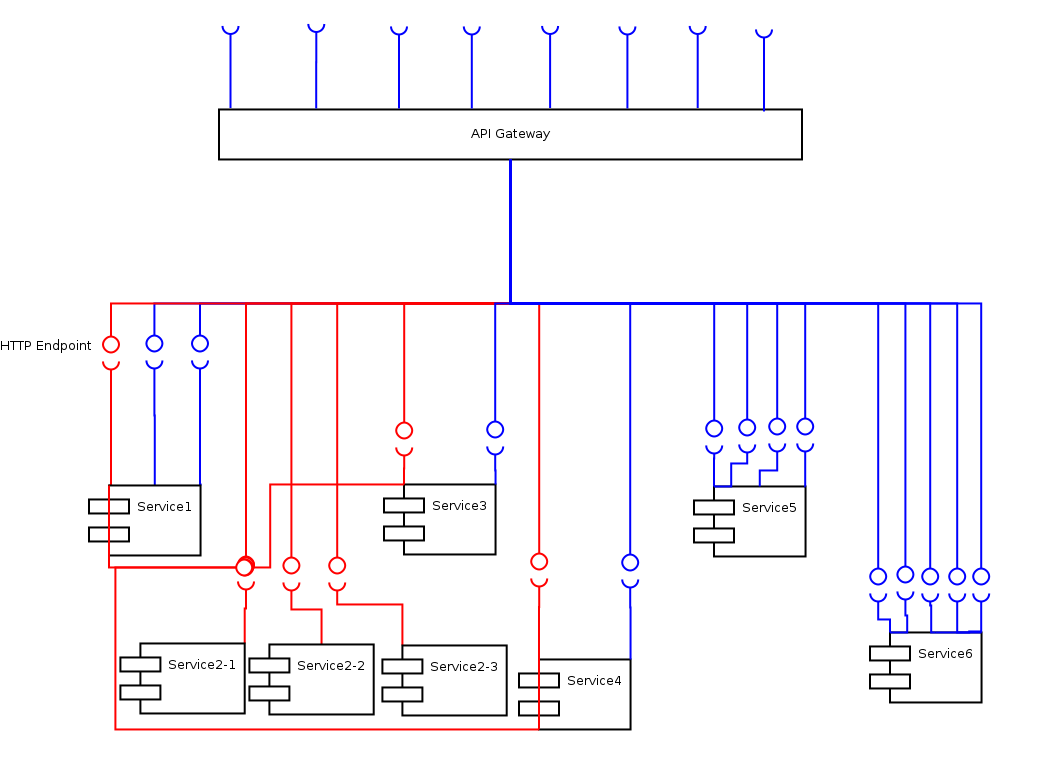 API Gateway
HTTP Endpoint
Service1
Service3
Service5
Service2-1
Service2-2
Service2-3
Service4
Service6